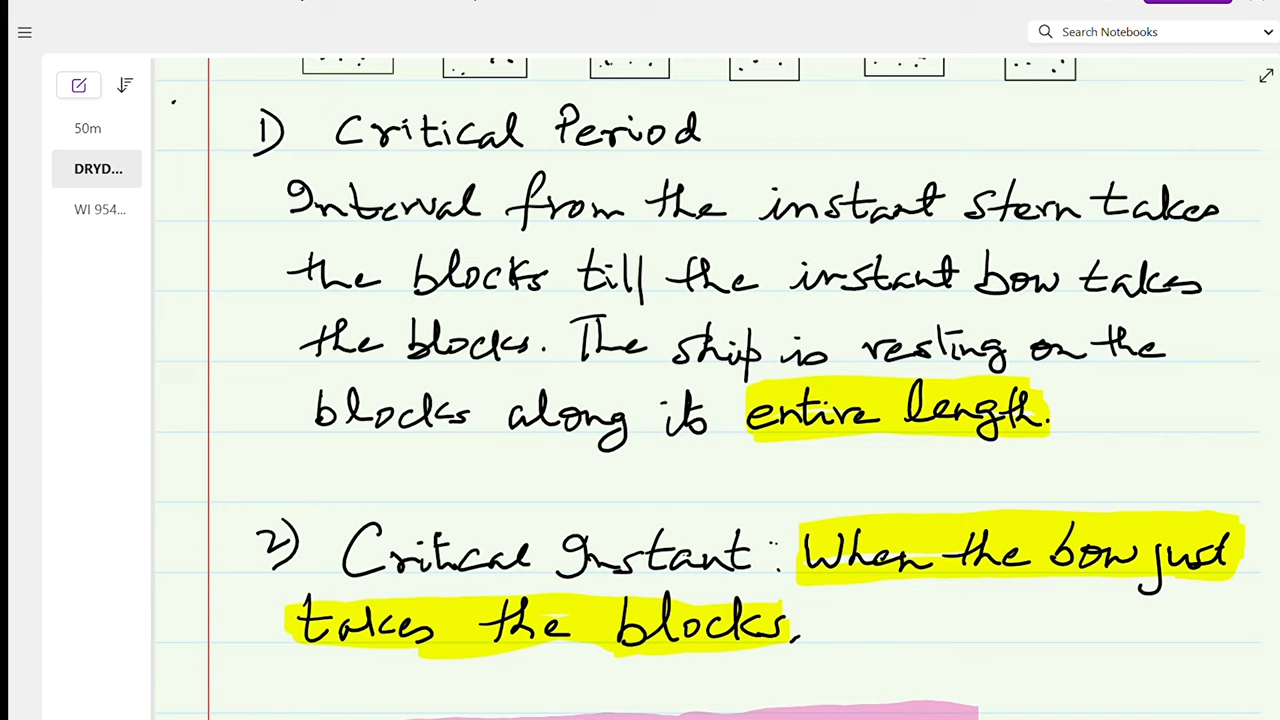 Search Notebooks
50m
DRYD...
WI 954...
1) Critical Period
Interval from the instant stern takes
the blocks till the instant bow takes
the blocks. The ship is resting on the
blocks along its entire length.
2) Critical Instant : When the bow just
takes the blocks.